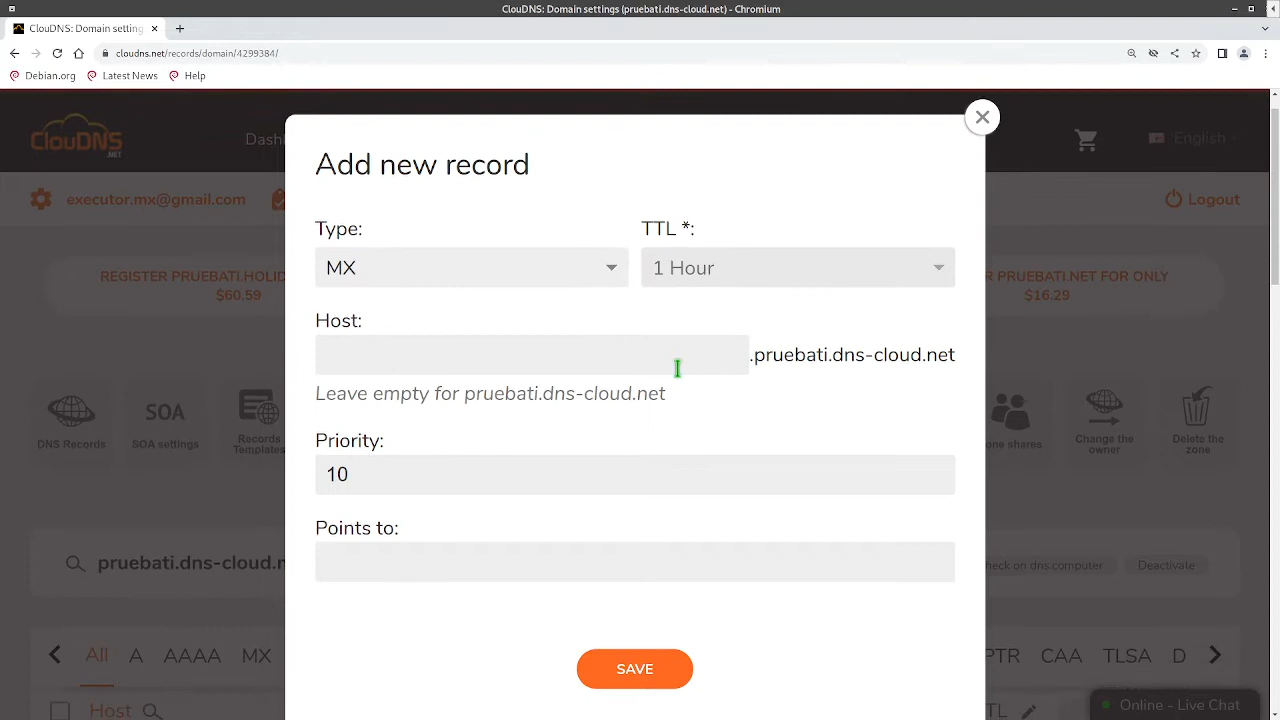 ClouDNS: Domain settings (pruebati.dns-cloud.net) - Chromium
ClouDNS: Domain setting
cloudns.net/records/domain/4299384/
Debian.org
Latest News
Help
ClouDNS
.NET
Dash
English
executor.mx@gmail.com
Logout
REGISTER PRUEBATI.HOLID
$60.59
R PRUEBATI.NET FOR ONLY
$16.29
Add new record
Type:
TTL *:
MX
1 Hour
Host:
.pruebati.dns-cloud.net
Leave empty for pruebati.dns-cloud.net
Priority:
10
Points to:
SAVE
DNS Records
SOA
SOA settings
Records
Templates
one shares
Change the
owner
Delete the
zone
pruebati.dns-cloud.n
heck on dns.computer
Deactivate
All
A
AAAA
MX
PTR
CAA
TLSA
D
Host
TL
Online - Live Chat